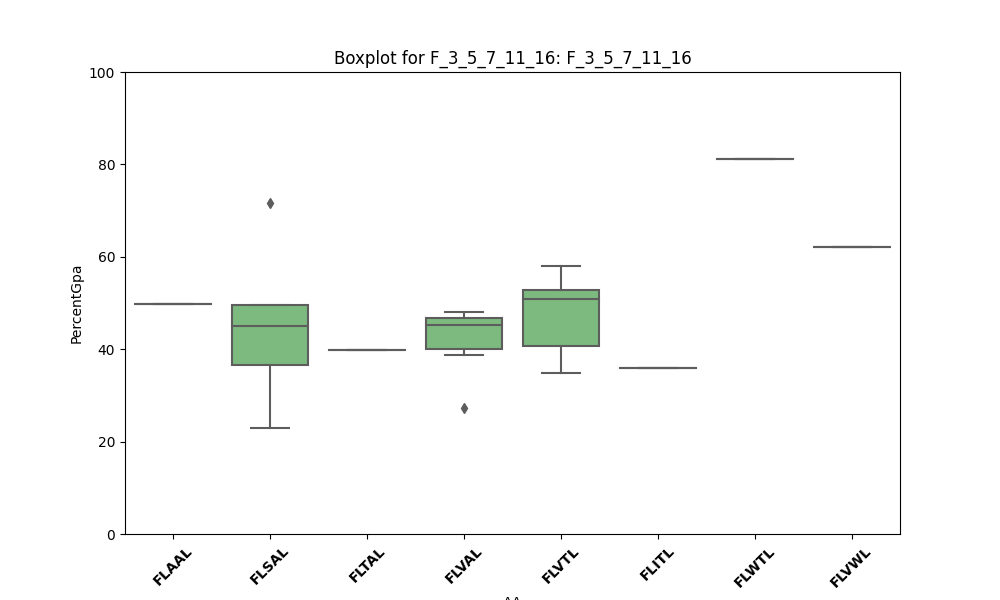 Boxplot for F_3_5_7_11_16: F_3_5_7_11_16
100
80
60
40
20
0
PercentGpa
FLAAL
FLSAL
FLTAL
FLVAL
FLVTL
FLITL
FLWTL
FLVWL